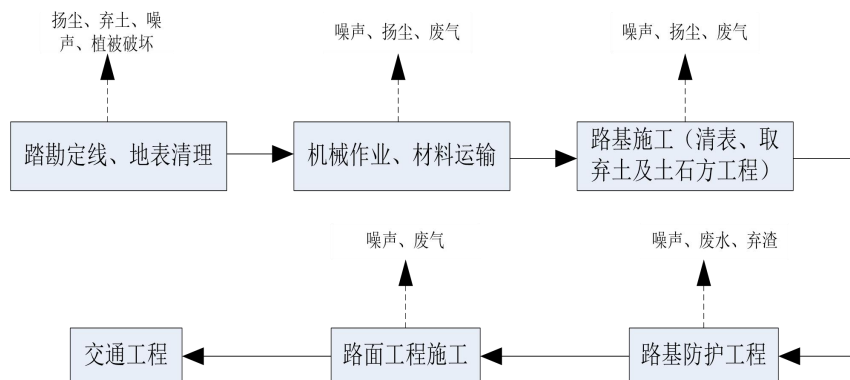 扬尘、弃土、噪
声、植被破坏
噪声、扬尘、废气
噪声、扬尘、废气
踏勘定线、地表清理
机械作业、材料运输
路基施工（清表、取
弃土及土石方工程）
噪声、废气
噪声、废水、弃渣
交通工程
路面工程施工
路基防护工程